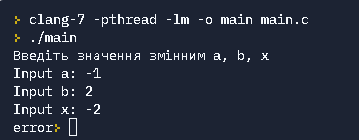 > clang-7 -pthread -lm -o main main.c
> ./main
Введіть значення змінним a, b, x
Input a: -1
Input b: 2
Input x: -2
error>